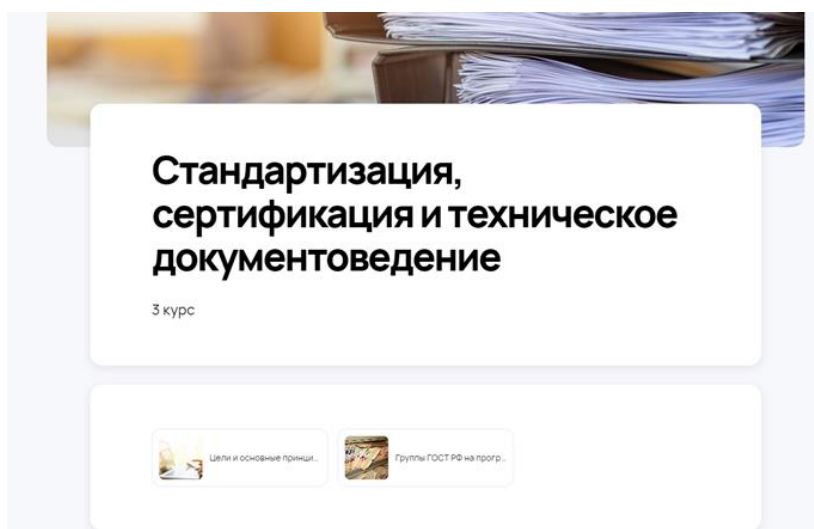 Стандартизация,
сертификация и техническое
документоведение
3 курс
Цели и основные принци...
Группы ГОСТ РФ на прогр...